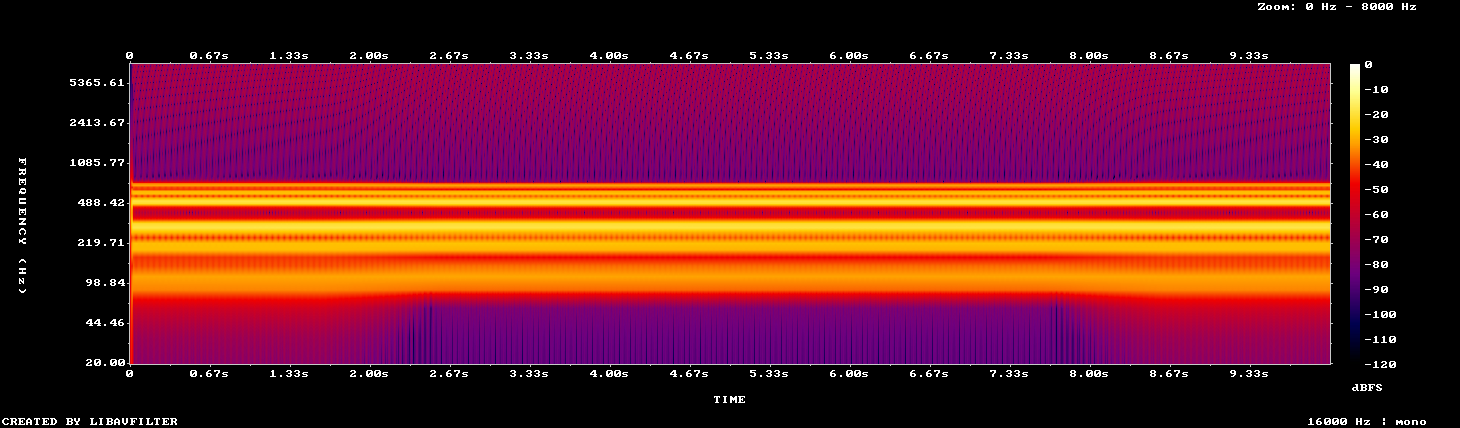 Zoom: 0 Hz - 8000 Hz
0 0.67s 1.33s 2.00s 2.67s 3.33s 4.00s 4.67s 5.33s 6.00s 6.67s 7.33s 8.00s 8.67s 9.33s
5365.61
2413.67
1085.77
488.42
219.71
98.84
44.46
20.00
FREQUENCY (Hz)
0 0.67s 1.33s 2.00s 2.67s 3.33s 4.00s 4.67s 5.33s 6.00s 6.67s 7.33s 8.00s 8.67s 9.33s
TIME
0
-10
-20
-30
-40
-50
-60
-70
-80
-90
-100
-110
-120
dBFS
CREATED BY LIBAVFILTER
16000 Hz | mono